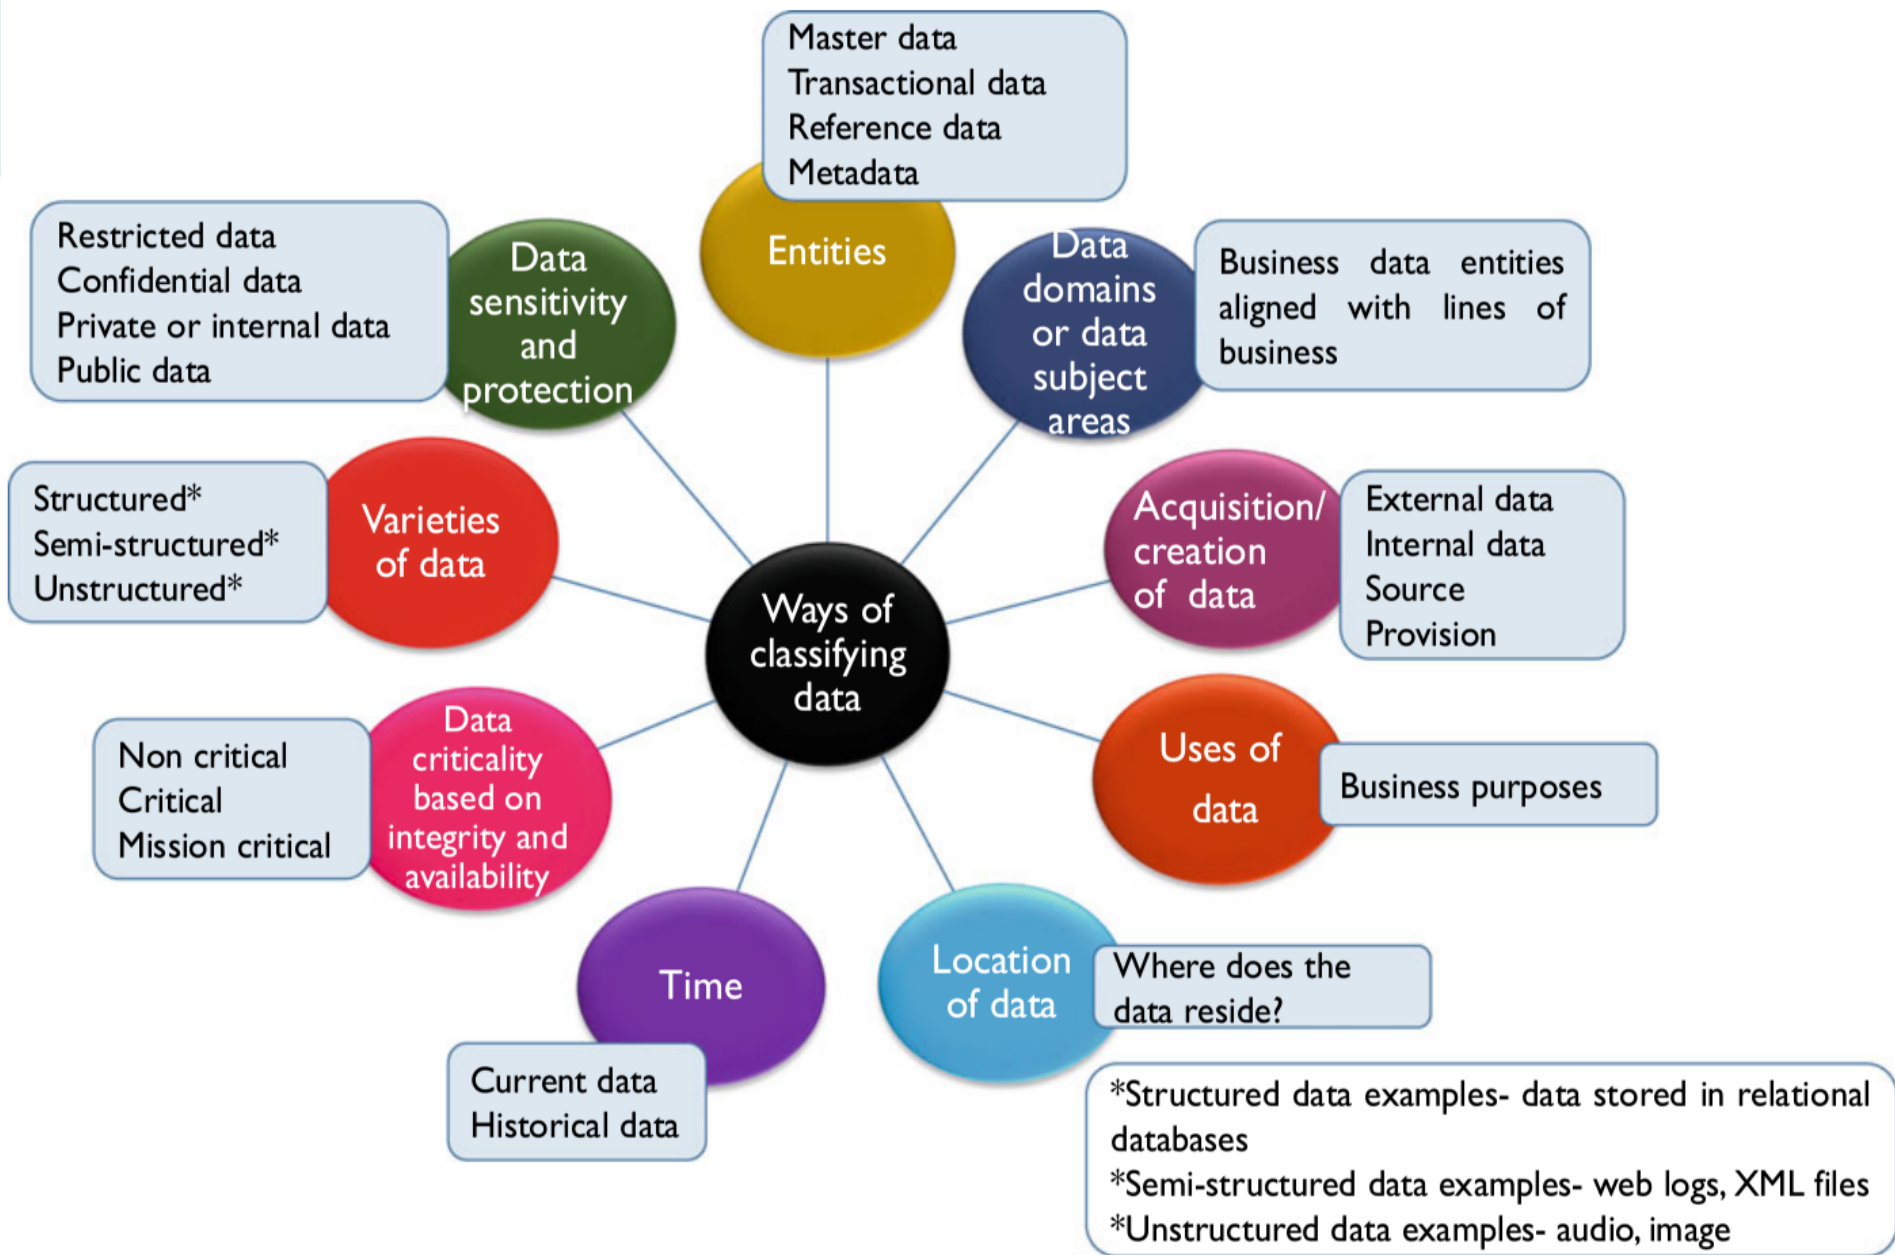 Master data
Transactional data
Reference data
Metadata
Entities
Restricted data
Confidential data
Private or internal data
Public data
Data
sensitivity
and
protection
Data
domains
or data
subject
areas
Business data entities
aligned with lines of
business
Structured*
Semi-structured*
Unstructured*
Varieties
of data
Acquisition/
creation
of data
External data
Internal data
Source
Provision
Ways of
classifying
data
Non critical
Critical
Mission critical
Data
criticality
based on
integrity and
availability
Uses of
data
Business purposes
Time
Current data
Historical data
Location
of data
Where does the
data reside?
*Structured data examples- data stored in relational
databases
*Semi-structured data examples- web logs, XML files
*Unstructured data examples- audio, image